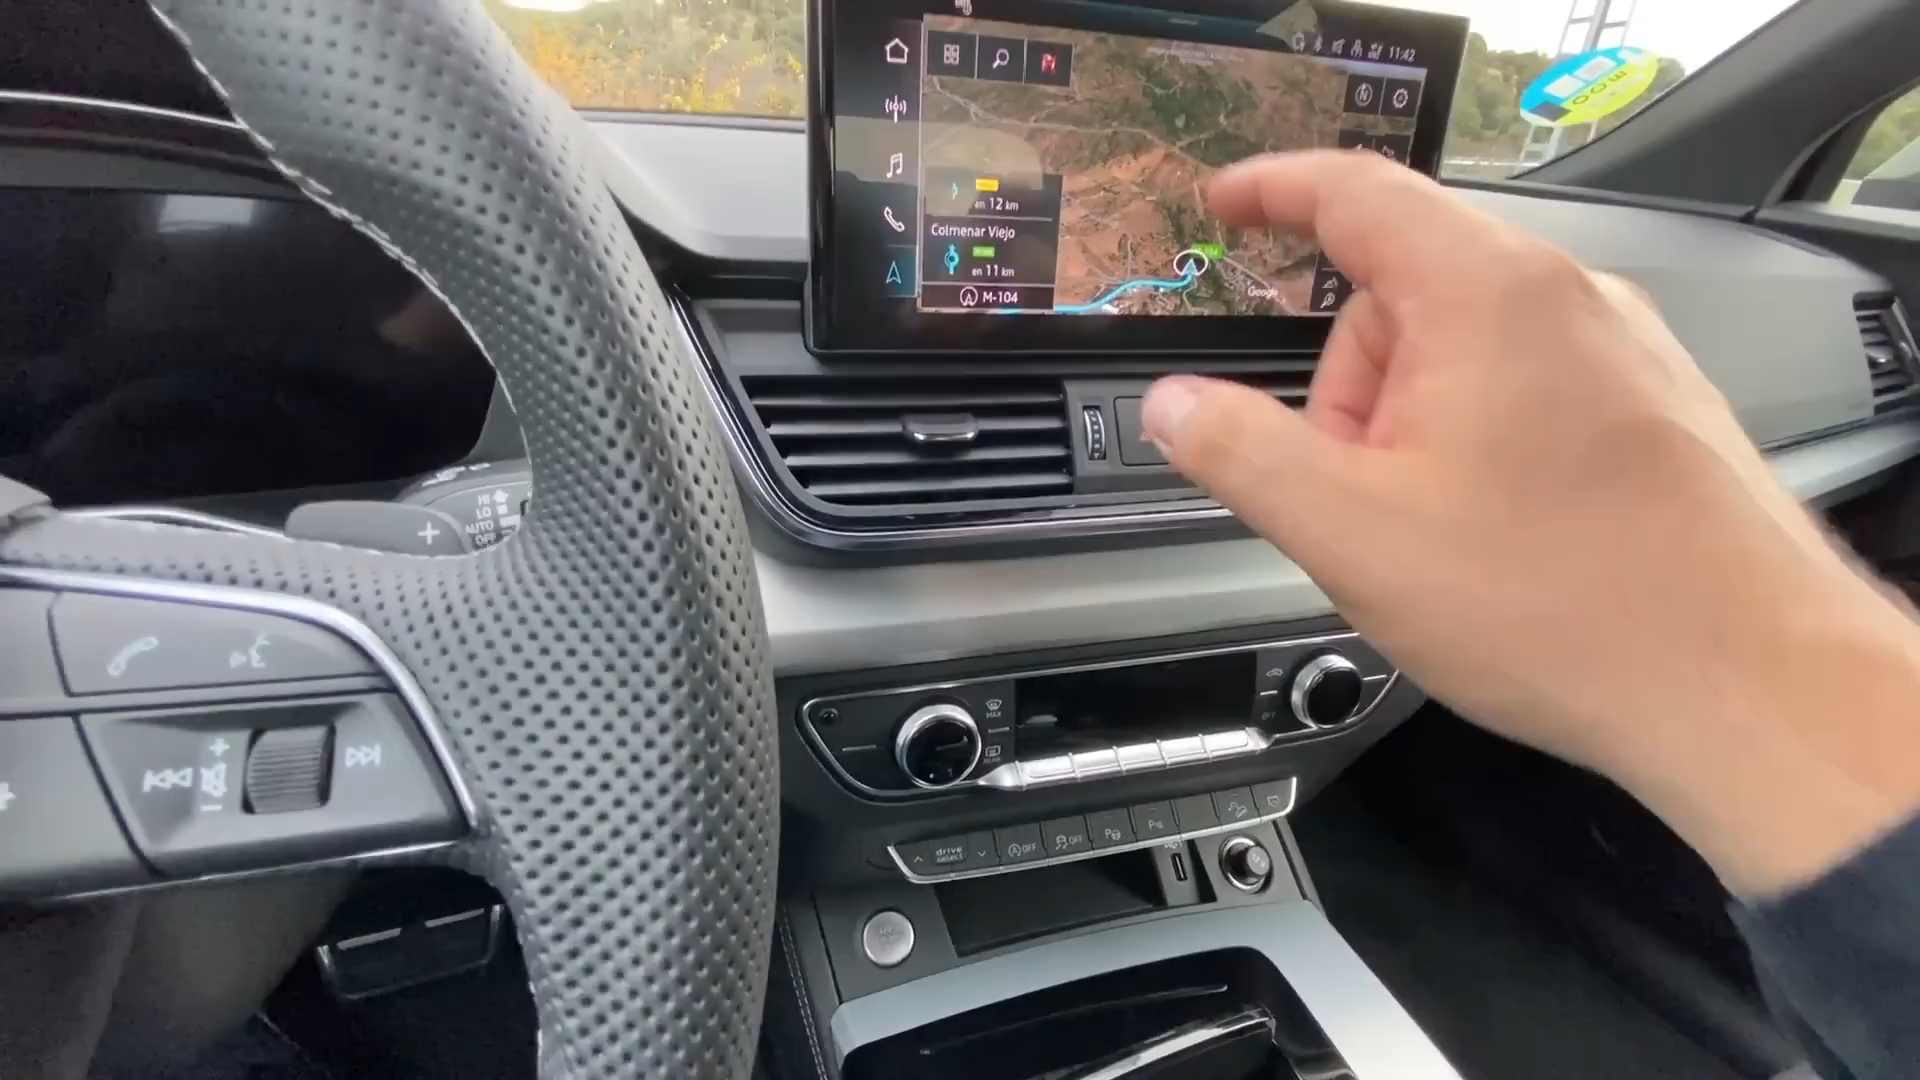 11:42
en 12 km
Colmenar Viejo
en 11 km
M-104
Google
HI
LO
AUTO
OFF
MAX
REAR
OFF
drive
select
OFF
OFF